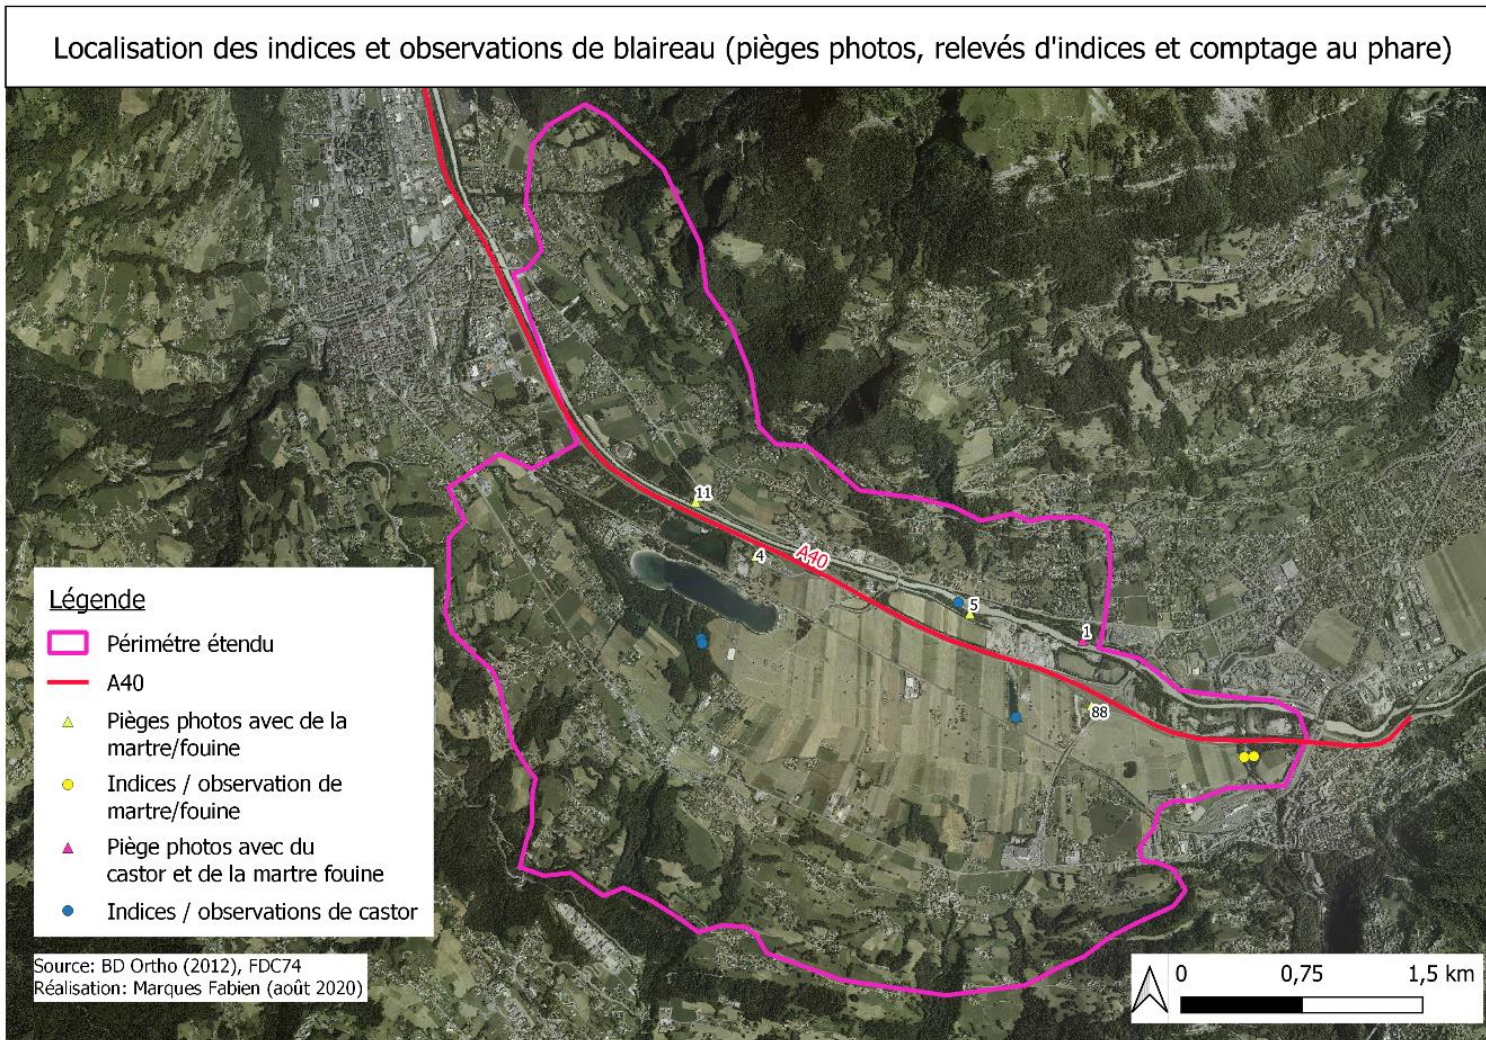 Localisation des indices et observations de blaireau (pièges photos, relevés d'indices et comptage au phare)
11
4
A40
5
1
88
Légende
Périmétre étendu
A40
Pièges photos avec de la
martre/fouine
Indices / observation de
martre/fouine
Piège photos avec du
castor et de la martre fouine
Indices / observations de castor
Source: BD Ortho (2012), FDC74
Réalisation: Marques Fabien (août 2020)
0 0,75 1,5 km